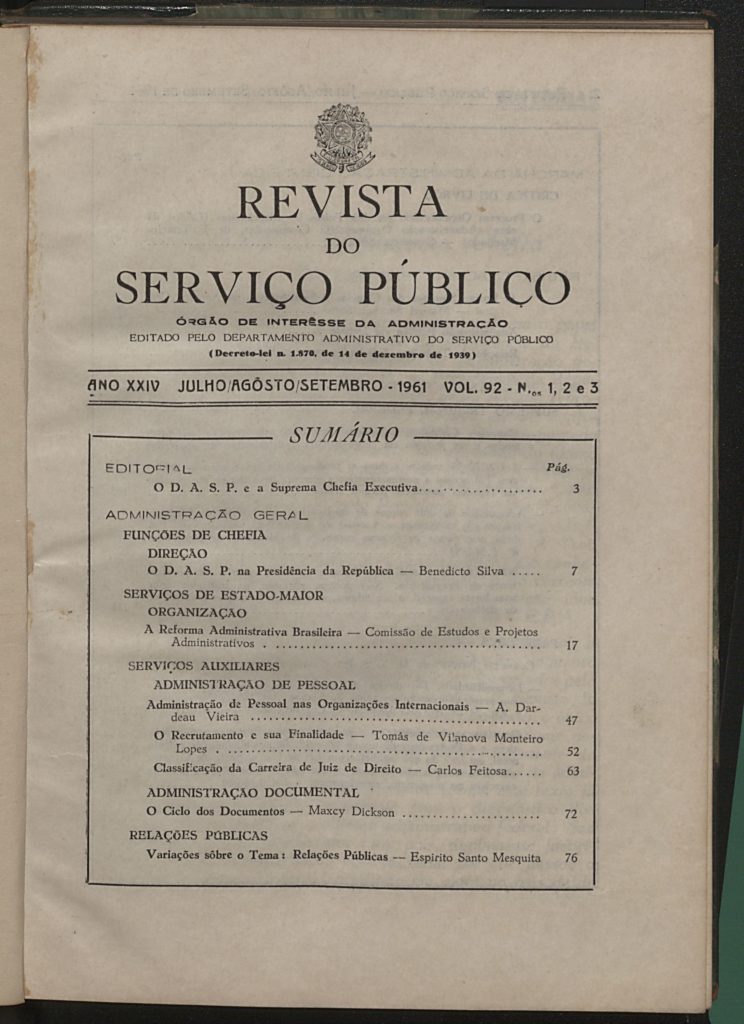 REVISTA
DO
SERVIÇO PÚBLICO
ÓRGÃO DE INTERÊSSE DA ADMINISTRAÇÃO
EDITADO PELO DEPARTAMENTO ADMINISTRATIVO DO SERVIÇO PÚBLICO
(Decreto-lei n. 1.870, de 14 de dezembro de 1939)
ANO XXIV JULHO/AGÔSTO/SETEMBRO - 1961 VOL. 92 - N.os 1, 2 e 3
SUMÁRIO
EDITORIAL Pág.
O D. A. S. P. e a Suprema Chefia Executiva.................... 3
ADMINISTRAÇÃO GERAL
FUNÇÕES DE CHEFIA
DIREÇÃO
O D. A. S. P. na Presidência da República — Benedicto Silva ..... 7
SERVIÇOS DE ESTADO-MAIOR
ORGANIZAÇÃO
A Reforma Administrativa Brasileira — Comissão de Estudos e Projetos
Administrativos ............................................. 17
SERVIÇOS AUXILIARES
ADMINISTRAÇÃO DE PESSOAL
Administração de Pessoal nas Organizações Internacionais — A. Dar-
deau Vieira ............................................. 47
O Recrutamento e sua Finalidade — Tomás de Vilanova Monteiro
Lopes .................................................. 52
Classificação da Carreira de Juiz de Direito — Carlos Feitosa...... 63
ADMINISTRAÇÃO DOCUMENTAL
O Ciclo dos Documentos — Maxcy Dickson ...................... 72
RELAÇÕES PÚBLICAS
Variações sôbre o Tema: Relações Públicas — Espírito Santo Mesquita 76